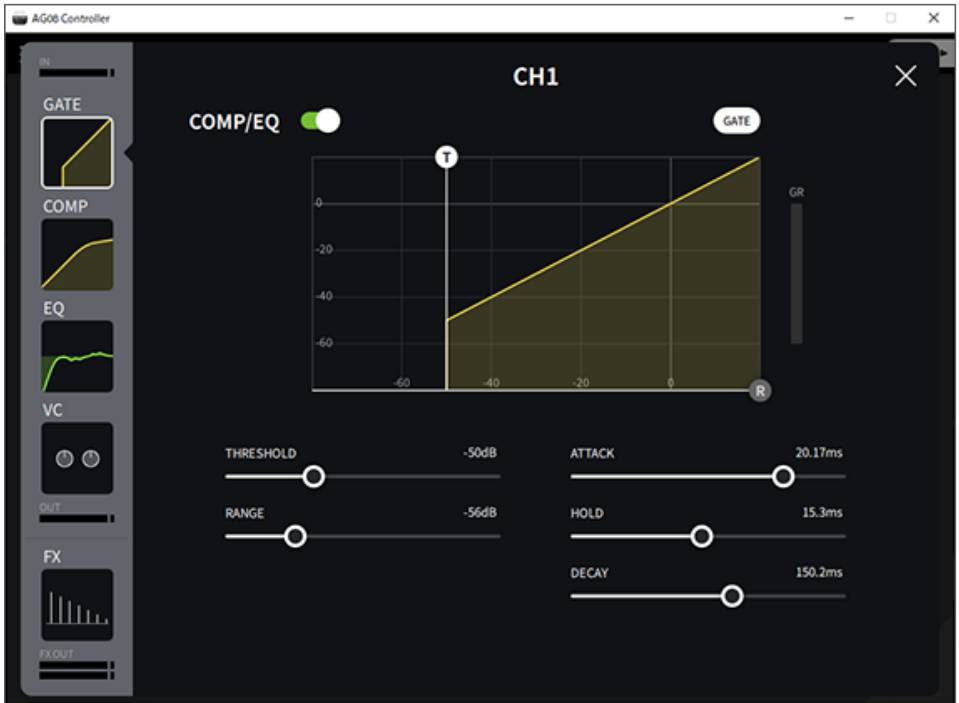 AG08 Controller
IN
GATE
COMP
EQ
VC
OUT
FX
FX OUT
CH1
COMP/EQ
GATE
T
GR
0
-20
-40
-60
-60
-40
-20
0
R
THRESHOLD
-50dB
RANGE
-56dB
ATTACK
20.17ms
HOLD
15.3ms
DECAY
150.2ms